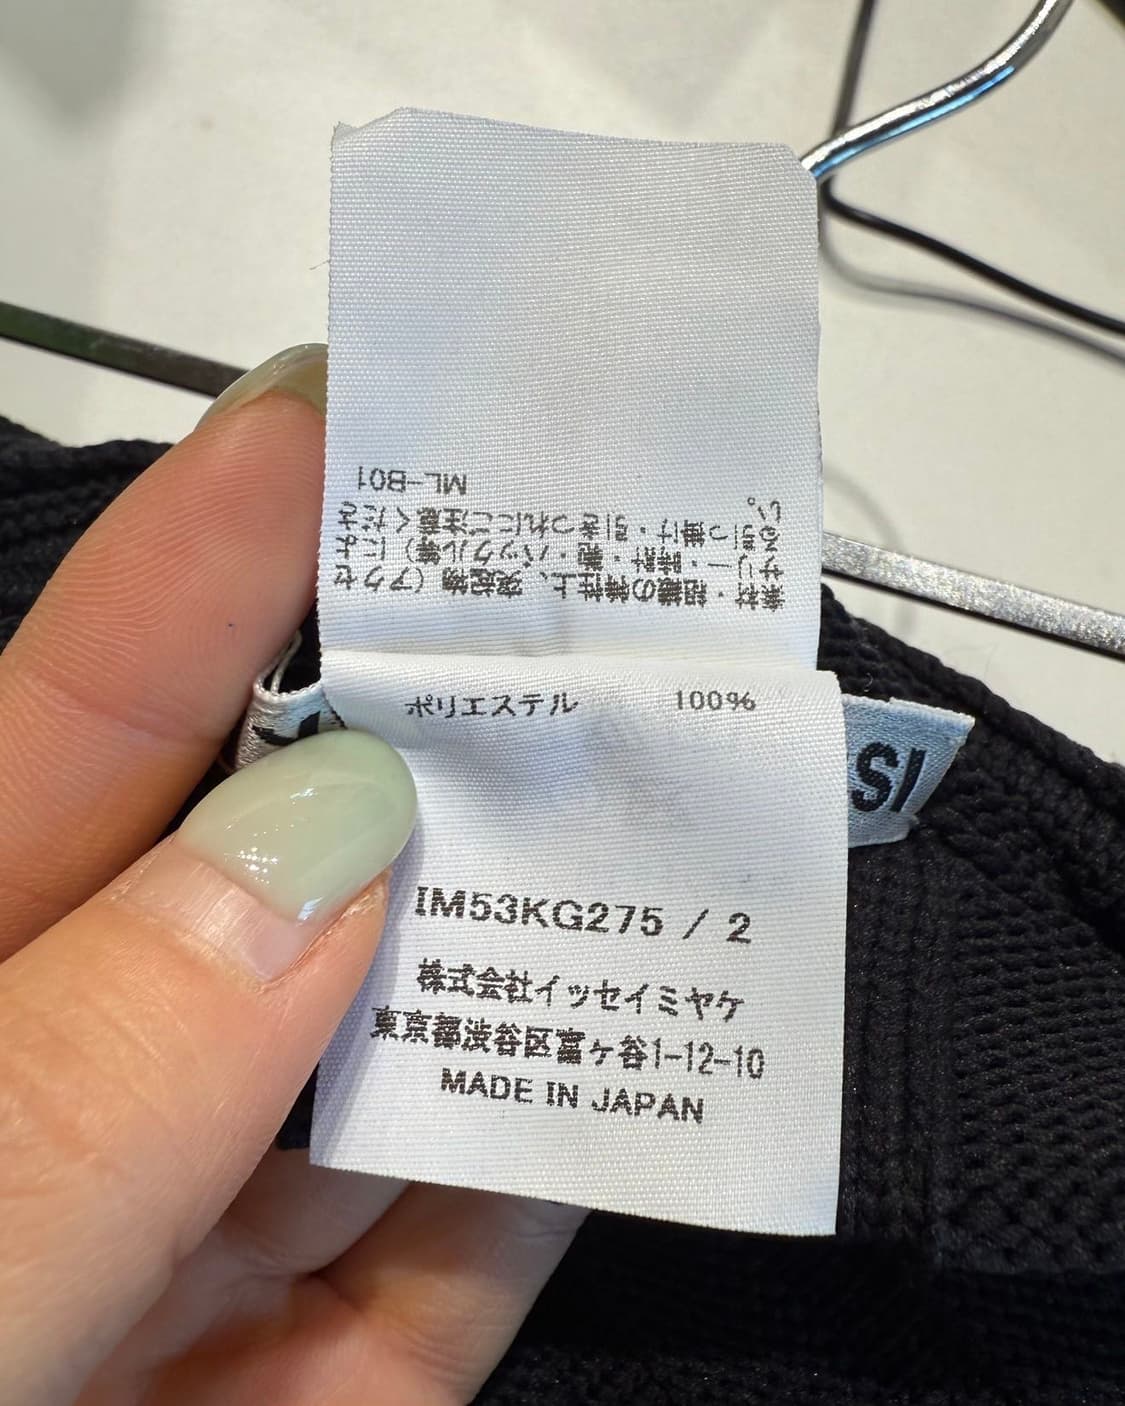 素材・組織の特性上、突起物（アクセ
サリー・時計・鞄・バックル等）によ
る引っ掛け・引きつれにご注意くださ
い。
ML-B01
ポリエステル 100%
SI
IM53KG275 / 2
株式会社イッセイミヤケ
東京都渋谷区富ヶ谷1-12-10
MADE IN JAPAN